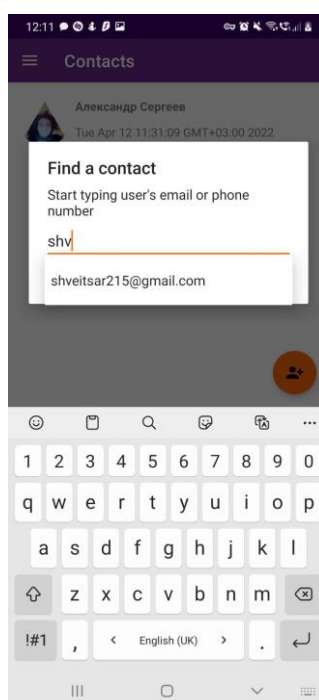 12:11
Contacts
Александр Сергеев
Tue Apr 12 11:31:09 GMT+03:00 2022
Find a contact
Start typing user's email or phone
number
shv
shveitsar215@gmail.com
1 2 3 4 5 6 7 8 9 0
q w e r t y u i o p
a s d f g h j k l
z x c v b n m
!#1 , < English (UK) > .